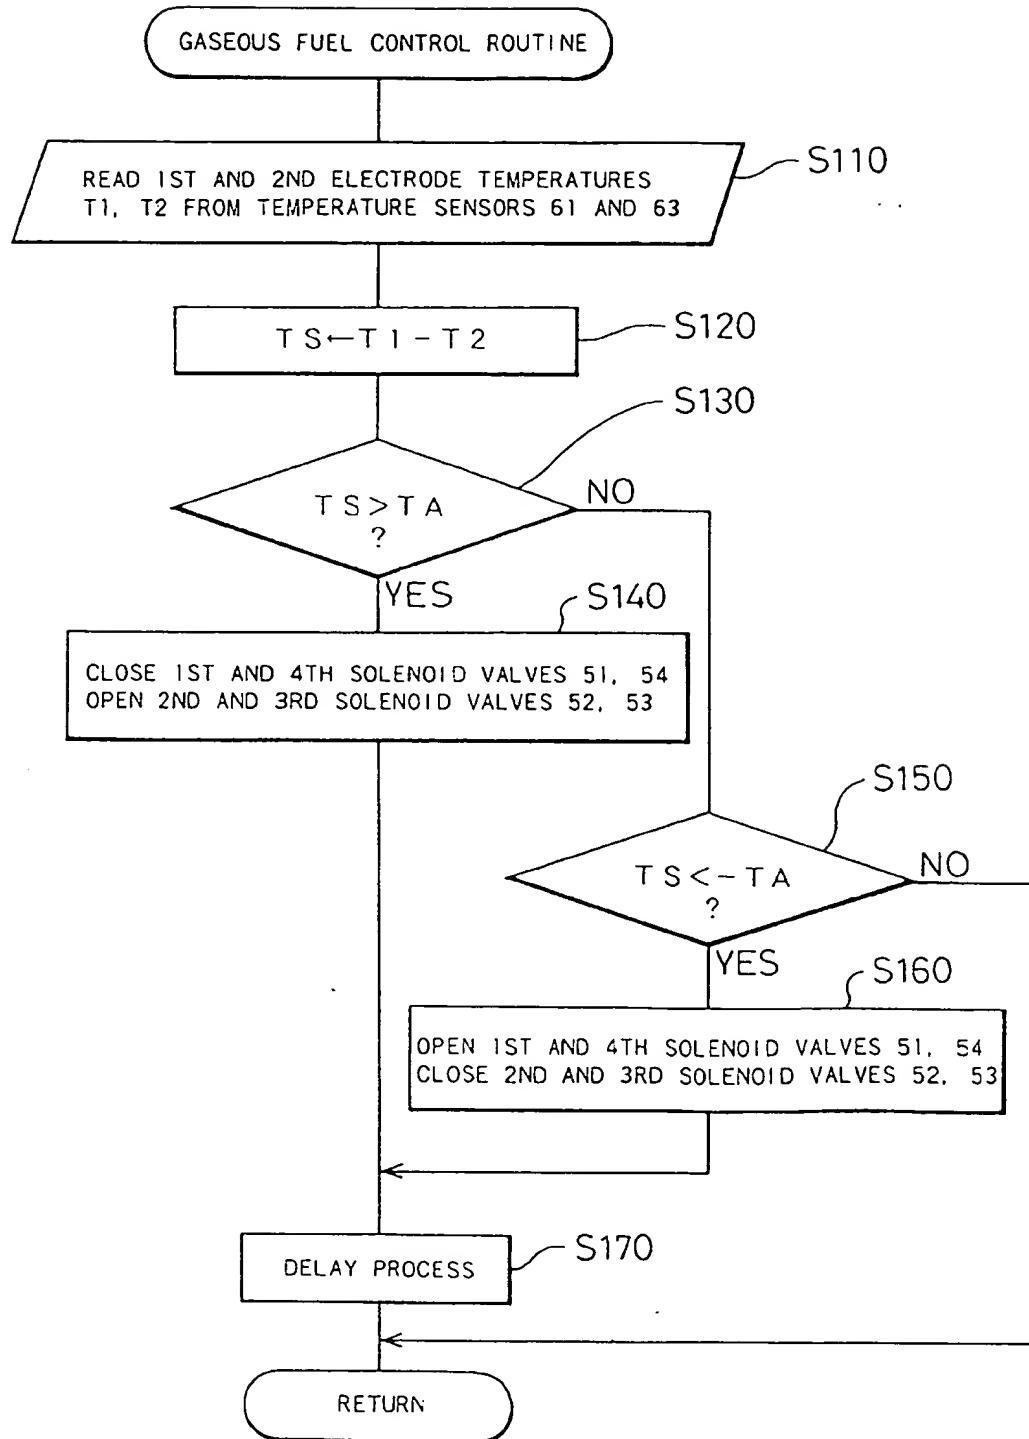 GASEOUS FUEL CONTROL ROUTINE
S110
READ 1ST AND 2ND ELECTRODE TEMPERATURES
T1, T2 FROM TEMPERATURE SENSORS 61 AND 63
S120
TS←T1-T2
S130
TS>TA
?
NO
YES
S140
CLOSE 1ST AND 4TH SOLENOID VALVES 51, 54
OPEN 2ND AND 3RD SOLENOID VALVES 52, 53
S150
TS<-TA
?
NO
YES
S160
OPEN 1ST AND 4TH SOLENOID VALVES 51, 54
CLOSE 2ND AND 3RD SOLENOID VALVES 52, 53
S170
DELAY PROCESS
RETURN